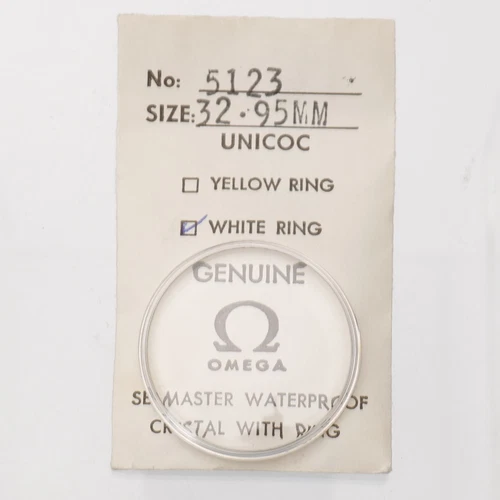 No: 5123
SIZE: 32.95MM
UNICOC
YELLOW RING
WHITE RING
GENUINE
Ω
OMEGA
SEAMASTER WATERPROOF
CRYSTAL WITH RING